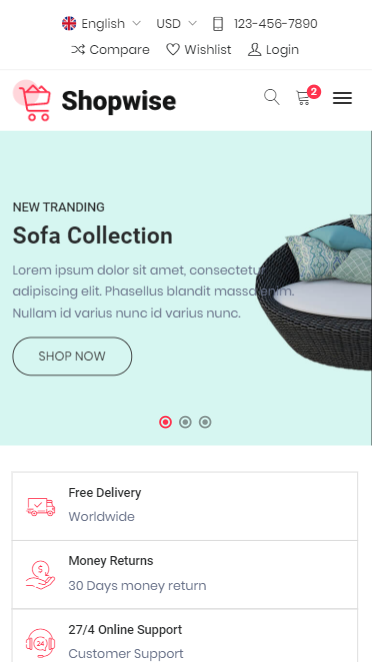 English USD 123-456-7890
Compare Wishlist Login
Shopwise
2
NEW TRANDING
Sofa Collection
Lorem ipsum dolor sit amet, consectetur
adipiscing elit. Phasellus blandit massa enim.
Nullam id varius nunc id varius nunc.
SHOP NOW
Free Delivery
Worldwide
Money Returns
30 Days money return
24
27/4 Online Support
Customer Support